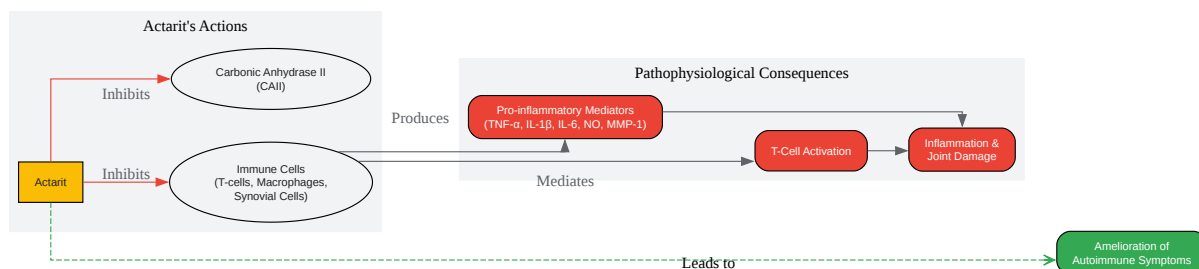 Actarit's Actions
Carbonic Anhydrase II
(CAII)
Inhibits
Actarit
Inhibits
Immune Cells
(T-cells, Macrophages,
Synovial Cells)
Produces
Mediates
Pathophysiological Consequences
Pro-inflammatory Mediators
(TNF-α, IL-1β, IL-6, NO, MMP-1)
T-Cell Activation
Inflammation &
Joint Damage
Leads to
Amelioration of
Autoimmune Symptoms